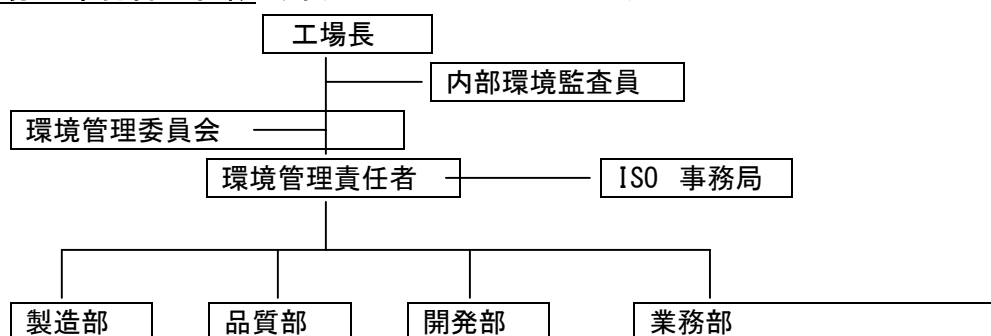 工場長
内部環境監査員
環境管理委員会
環境管理責任者
ISO 事務局
製造部 品質部 開発部 業務部